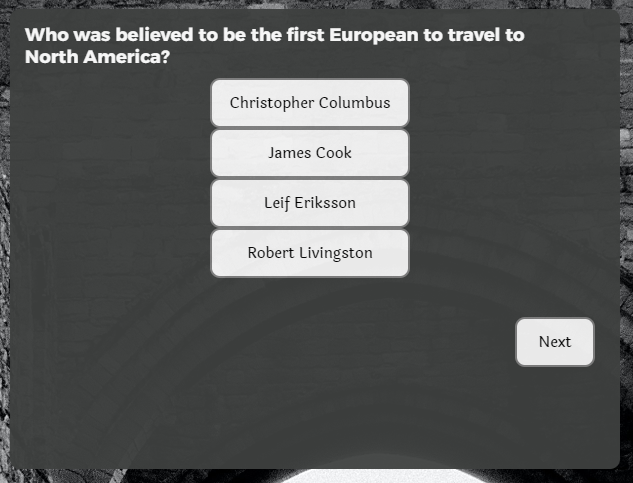 Who was believed to be the first European to travel to
North America?
Christopher Columbus
James Cook
Leif Eriksson
Robert Livingston
Next